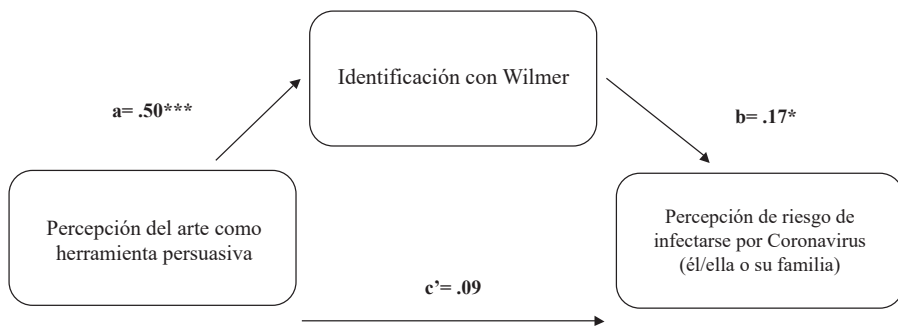 Identificación con Wilmer
a= .50***
b= .17*
Percepción del arte como
herramienta persuasiva
Percepción de riesgo de
infectarse por Coronavirus
(él/ella o su familia)
c’= .09